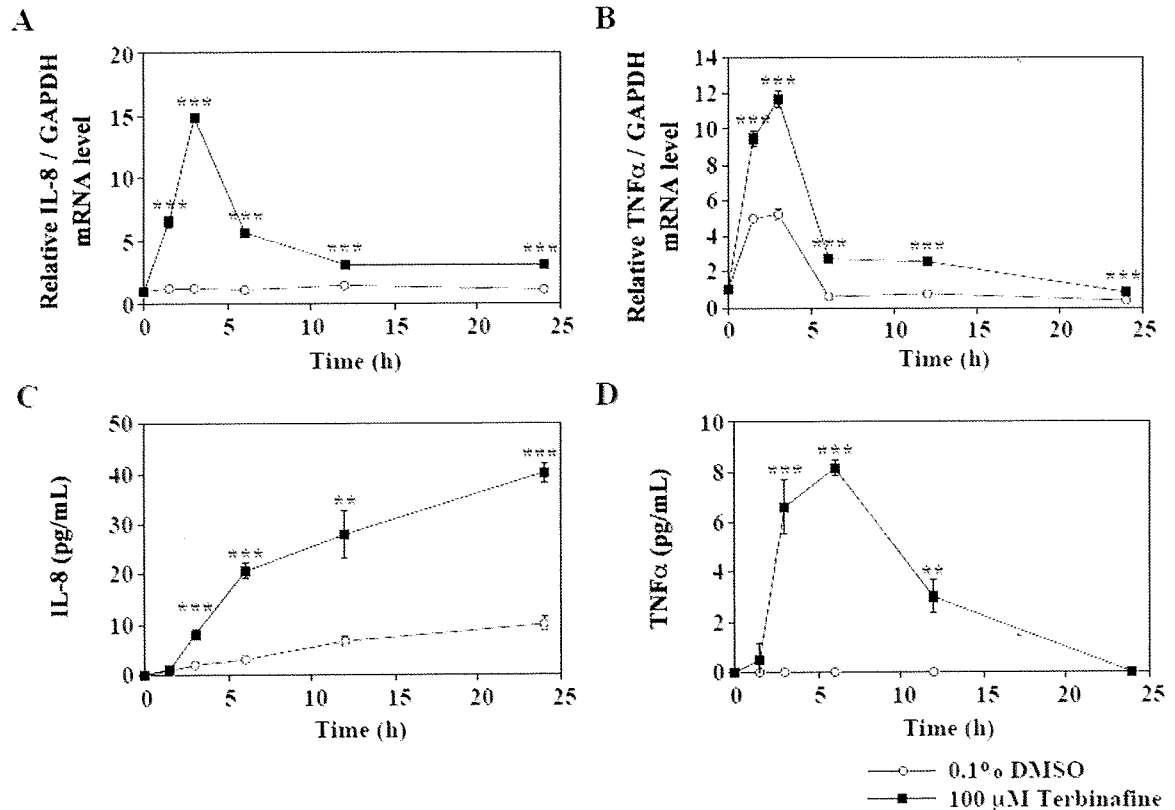 A
Relative IL-8 / GAPDH
mRNA level
20
15
10
5
0
***
***
***
***
***
0 5 10 15 20 25
Time (h)
B
Relative TNFα / GAPDH
mRNA level
14
12
10
8
6
4
2
0
***
***
***
***
***
0 5 10 15 20 25
Time (h)
C
IL-8 (pg/mL)
50
40
30
20
10
0
***
***
**
***
0 5 10 15 20 25
Time (h)
D
TNFα (pg/mL)
10
8
6
4
2
0
***
***
**
0 5 10 15 20 25
Time (h)
0.1% DMSO
100 μM Terbinafine